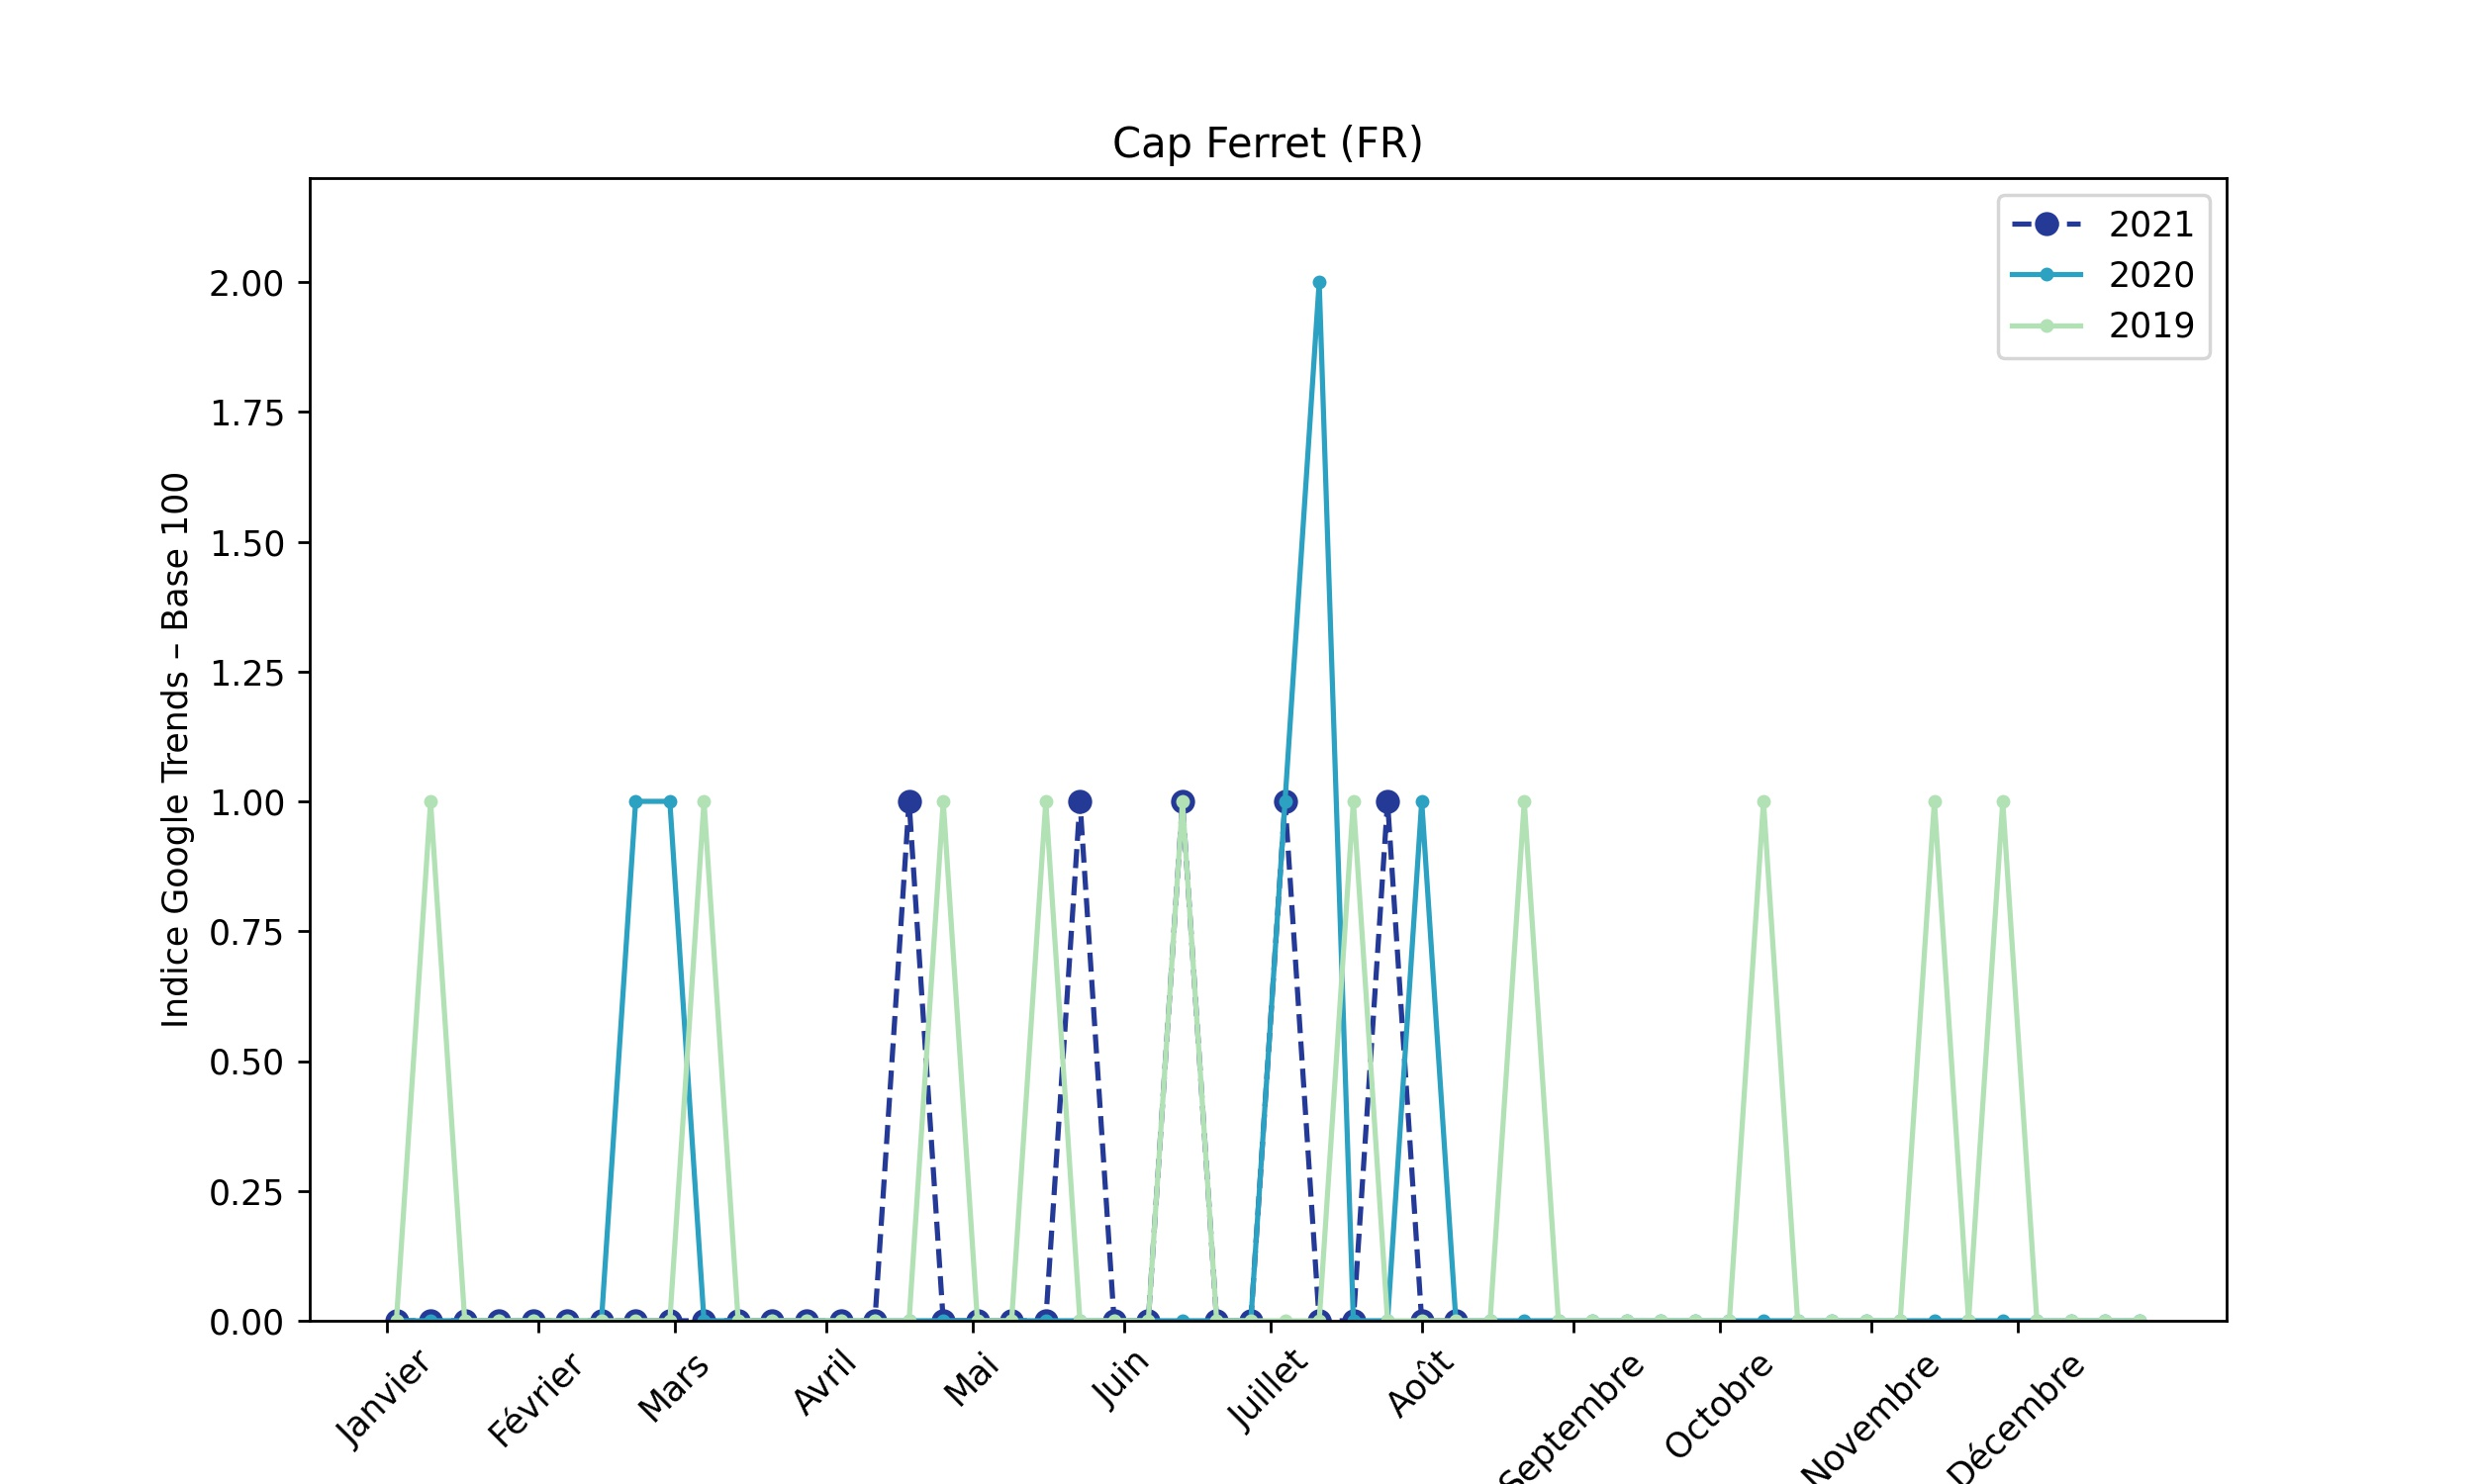 Cap Ferret (FR)
2021
2020
2019
Indice Google Trends – Base 100
2.00
1.75
1.50
1.25
1.00
0.75
0.50
0.25
0.00
Janvier
Février
Mars
Avril
Mai
Juin
Juillet
Août
Septembre
Octobre
Novembre
Décembre